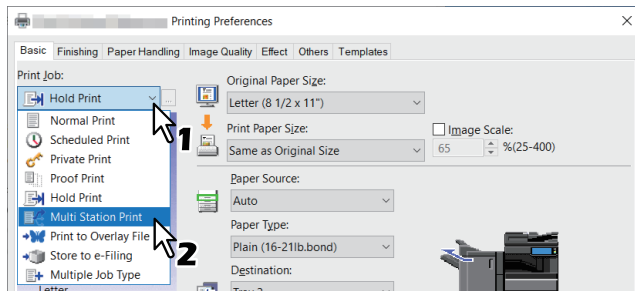 Printing Preferences
Basic Finishing Paper Handling Image Quality Effect Others Templates
Print Job:
Hold Print
...
Normal Print
Scheduled Print
Private Print
Proof Print
Hold Print
Multi Station Print
Print to Overlay File
Store to e-Filing
Multiple Job Type
Letter
1
2
Original Paper Size:
Letter (8 1/2 x 11")
Print Paper Size:
Same as Original Size
Image Scale:
65 %(25-400)
Paper Source:
Auto
Paper Type:
Plain (16-21lb.bond)
Destination:
Tray 2